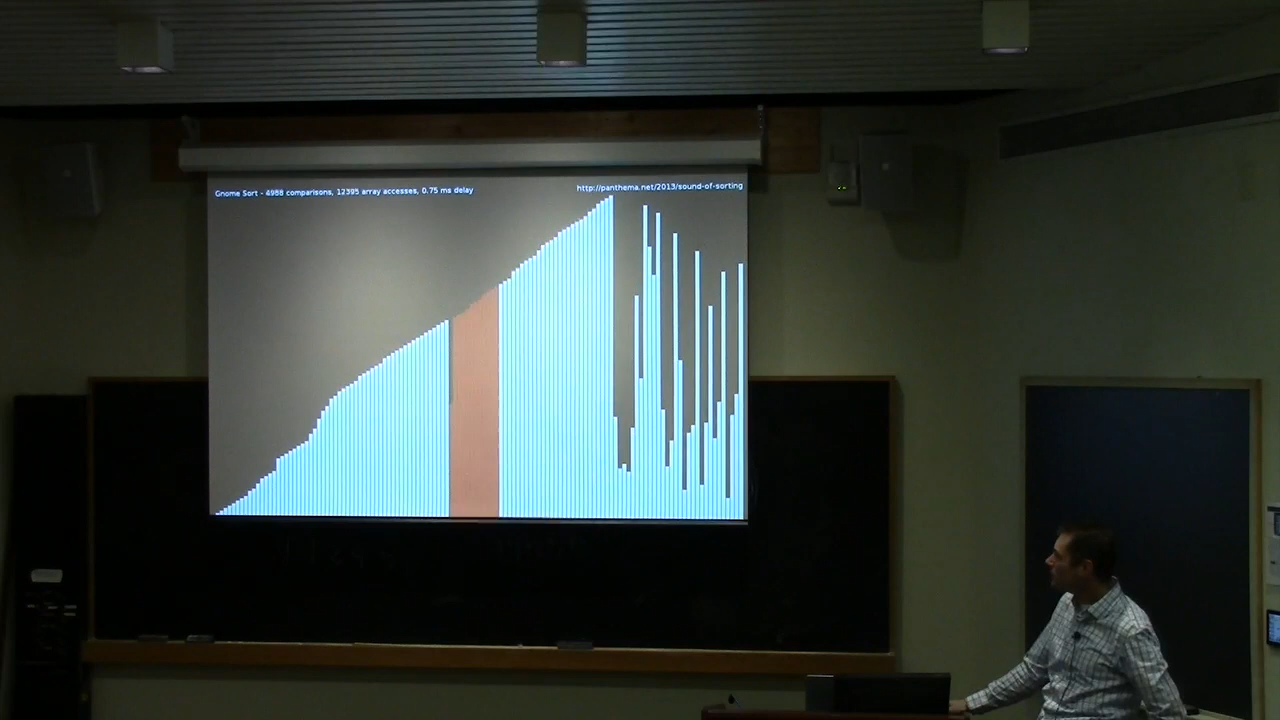 Gnome Sort - 4988 comparisons, 12395 array accesses, 0.75 ms delay
http://panthema.net/2013/sound-of-sorting